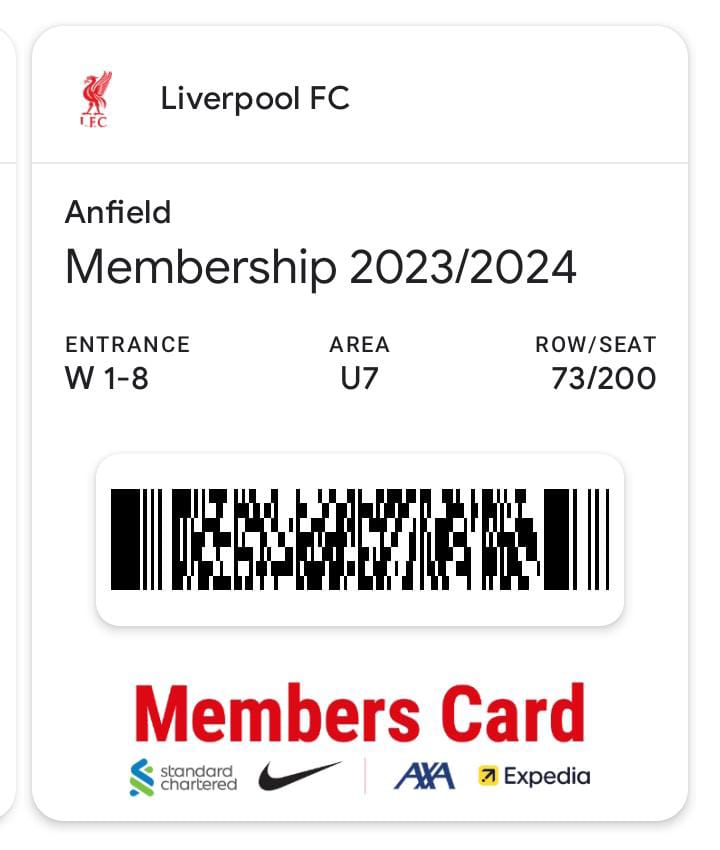 L.F.C
Liverpool FC
Anfield
Membership 2023/2024
ENTRANCE AREA ROW/SEAT
W 1-8 U7 73/200
Members Card
standard chartered AXA Expedia